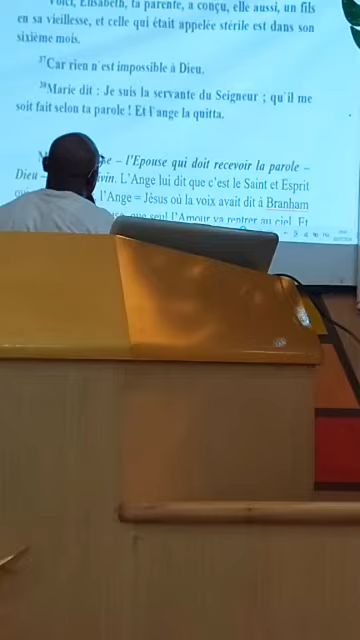 Voici, Élisabeth, ta parente, a conçu, elle aussi, un fils
en sa vieillesse, et celle qui était appelée stérile est dans son
sixième mois.
37Car rien n'est impossible à Dieu.
38Marie dit : Je suis la servante du Seigneur ; qu'il me
soit fait selon ta parole ! Et l'ange la quitta.
– l'Epouse qui doit recevoir la parole –
Dieu L'Ange lui dit que c'est le Saint et Esprit
l'Ange = Jésus où la voix avait dit à Branham
que seul l'Amour va rentrer au ciel. Et